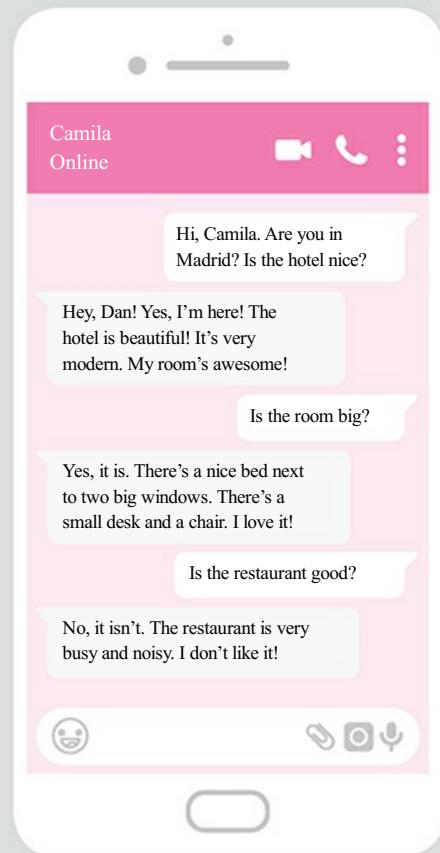 Camila
Online
Hi, Camila. Are you in
Madrid? Is the hotel nice?
Hey, Dan! Yes, I’m here! The
hotel is beautiful! It’s very
modern. My room’s awesome!
Is the room big?
Yes, it is. There’s a nice bed next
to two big windows. There’s a
small desk and a chair. I love it!
Is the restaurant good?
No, it isn’t. The restaurant is very
busy and noisy. I don’t like it!